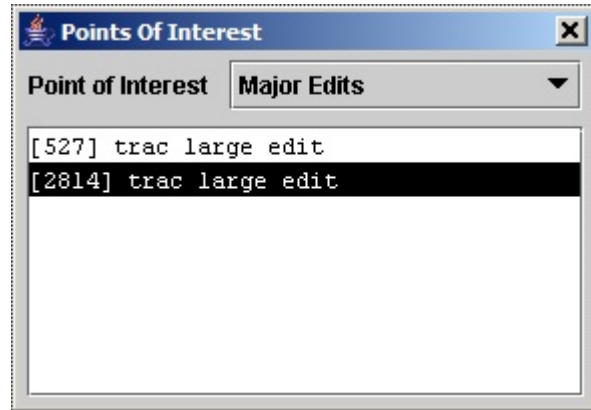 Points Of Interest
Point of Interest Major Edits
[527] trac large edit
[2814] trac large edit